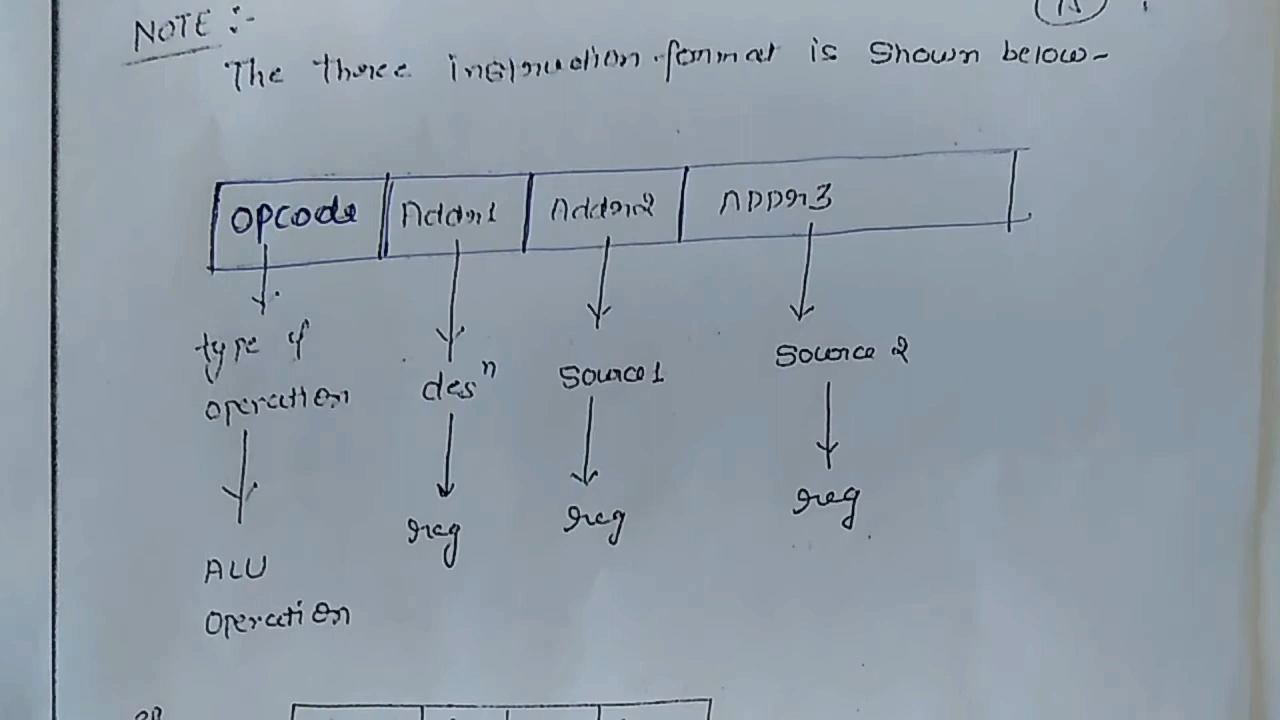 NOTE :-
The three instruction format is shown below-
opcode Addr1 Addr2 ADDr3
type of operation desⁿ source1 source 2
ALU operation reg reg reg